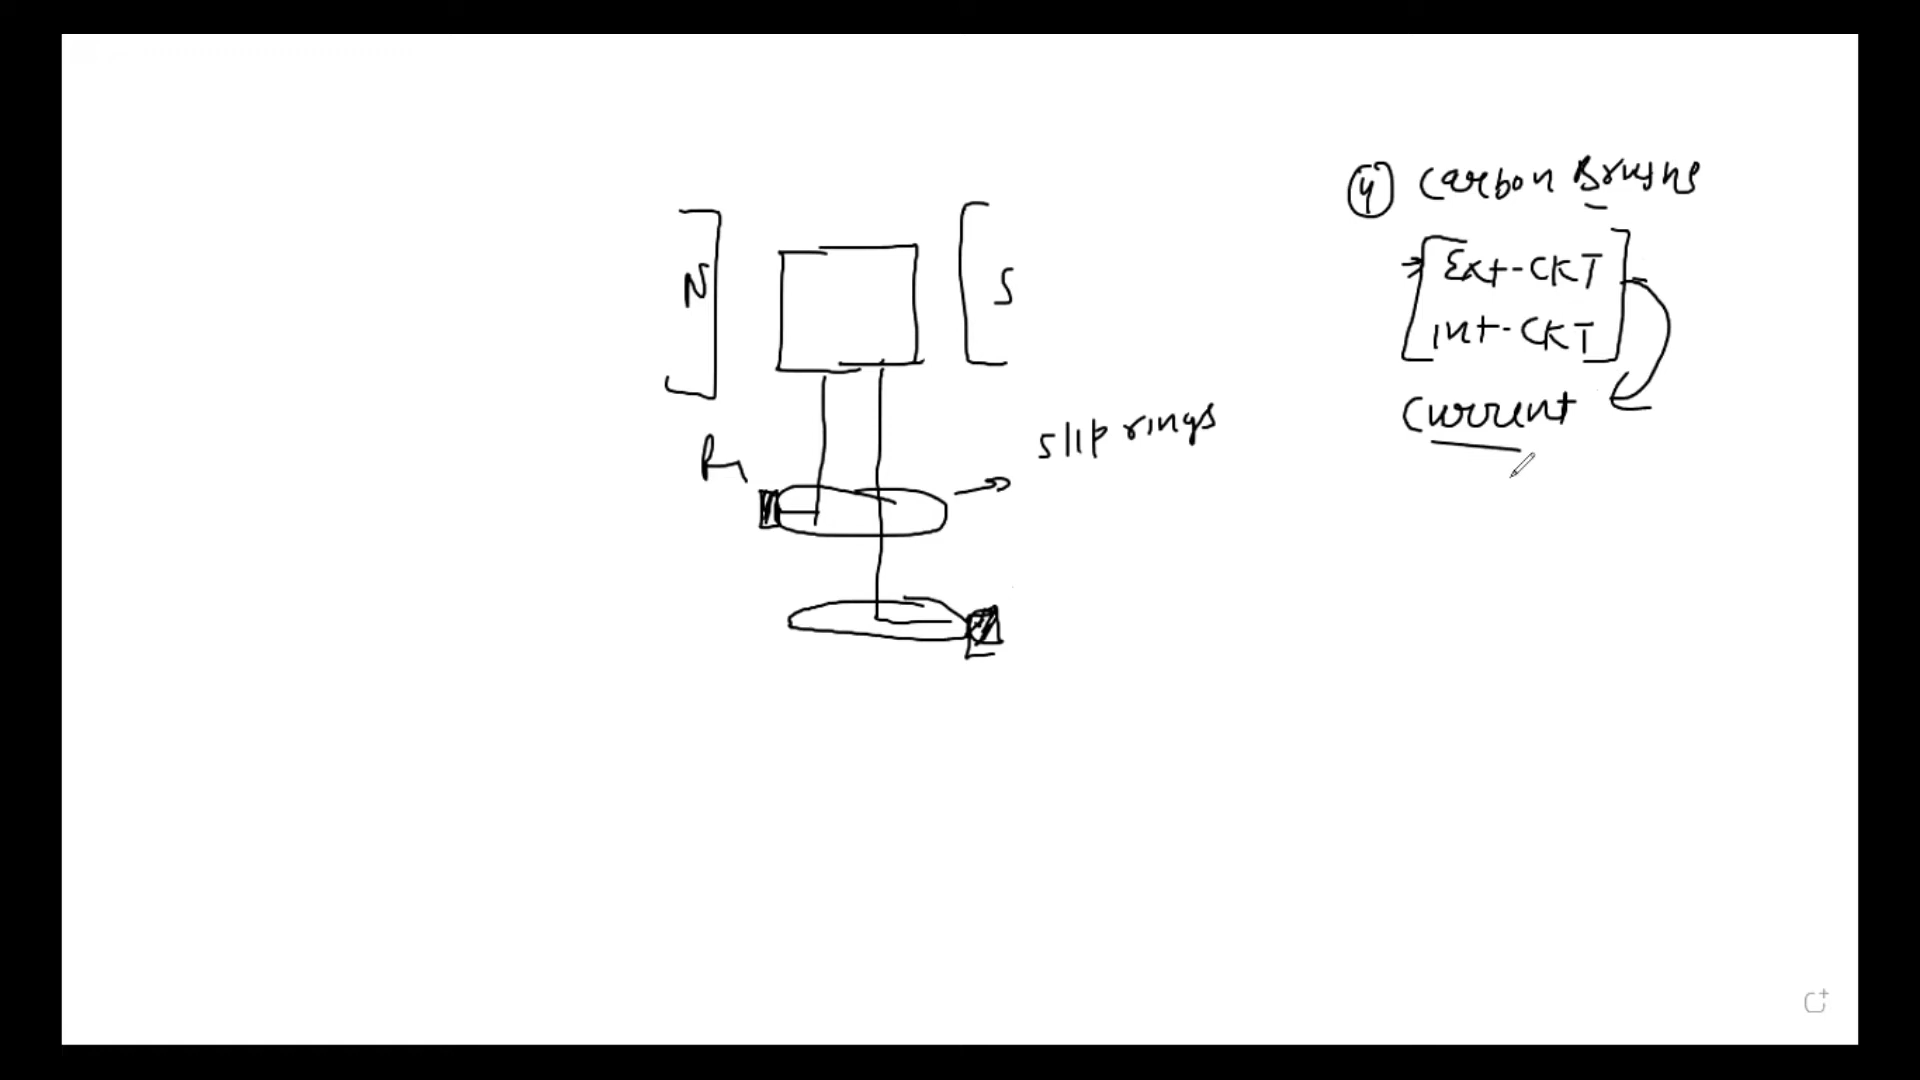 ④ Carbon Brushes
Ext-CKT
int-CKT
Current
N
S
slip rings